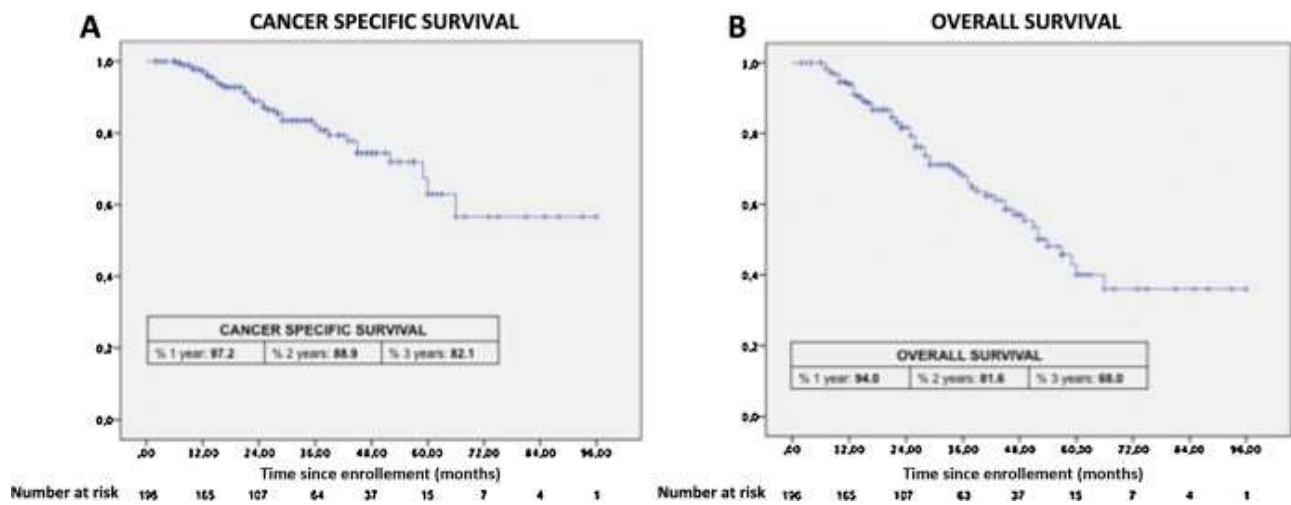 A CANCER SPECIFIC SURVIVAL
1,0
0,8
0,6
0,4
0,2
0,0
CANCER SPECIFIC SURVIVAL
% 1 year: 97.2 % 2 years: 88.9 % 3 years: 82.1
,00 12,00 24,00 36,00 48,00 60,00 72,00 84,00 96,00
Time since enrollement (months)
Number at risk 196 165 107 64 37 15 7 4 1
B OVERALL SURVIVAL
1,0
0,8
0,6
0,4
0,2
0,0
OVERALL SURVIVAL
% 1 year: 94.0 % 2 years: 81.6 % 3 years: 68.0
,00 12,00 24,00 36,00 48,00 60,00 72,00 84,00 96,00
Time since enrollement (months)
Number at risk 196 165 107 63 37 15 7 4 1